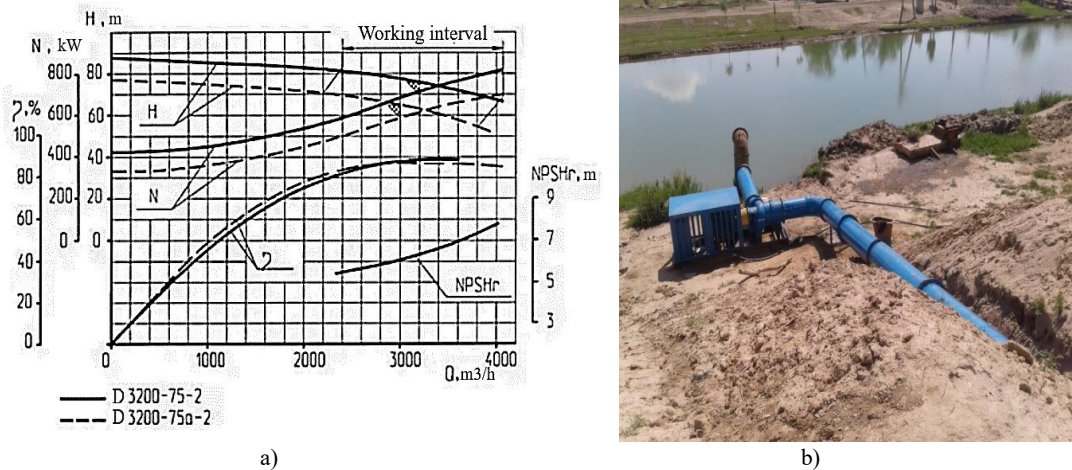 H, m
N, kW
Working interval
800
80
η,%
600
60
H
100
400
40
NPSHr, m
80
200
20
N
9
60
0
0
7
40
η
5
20
NPSHr
3
0
0
1000
2000
3000
4000
Q,m3/h
D 3200-75-2
D 3200-75a-2
a)
b)